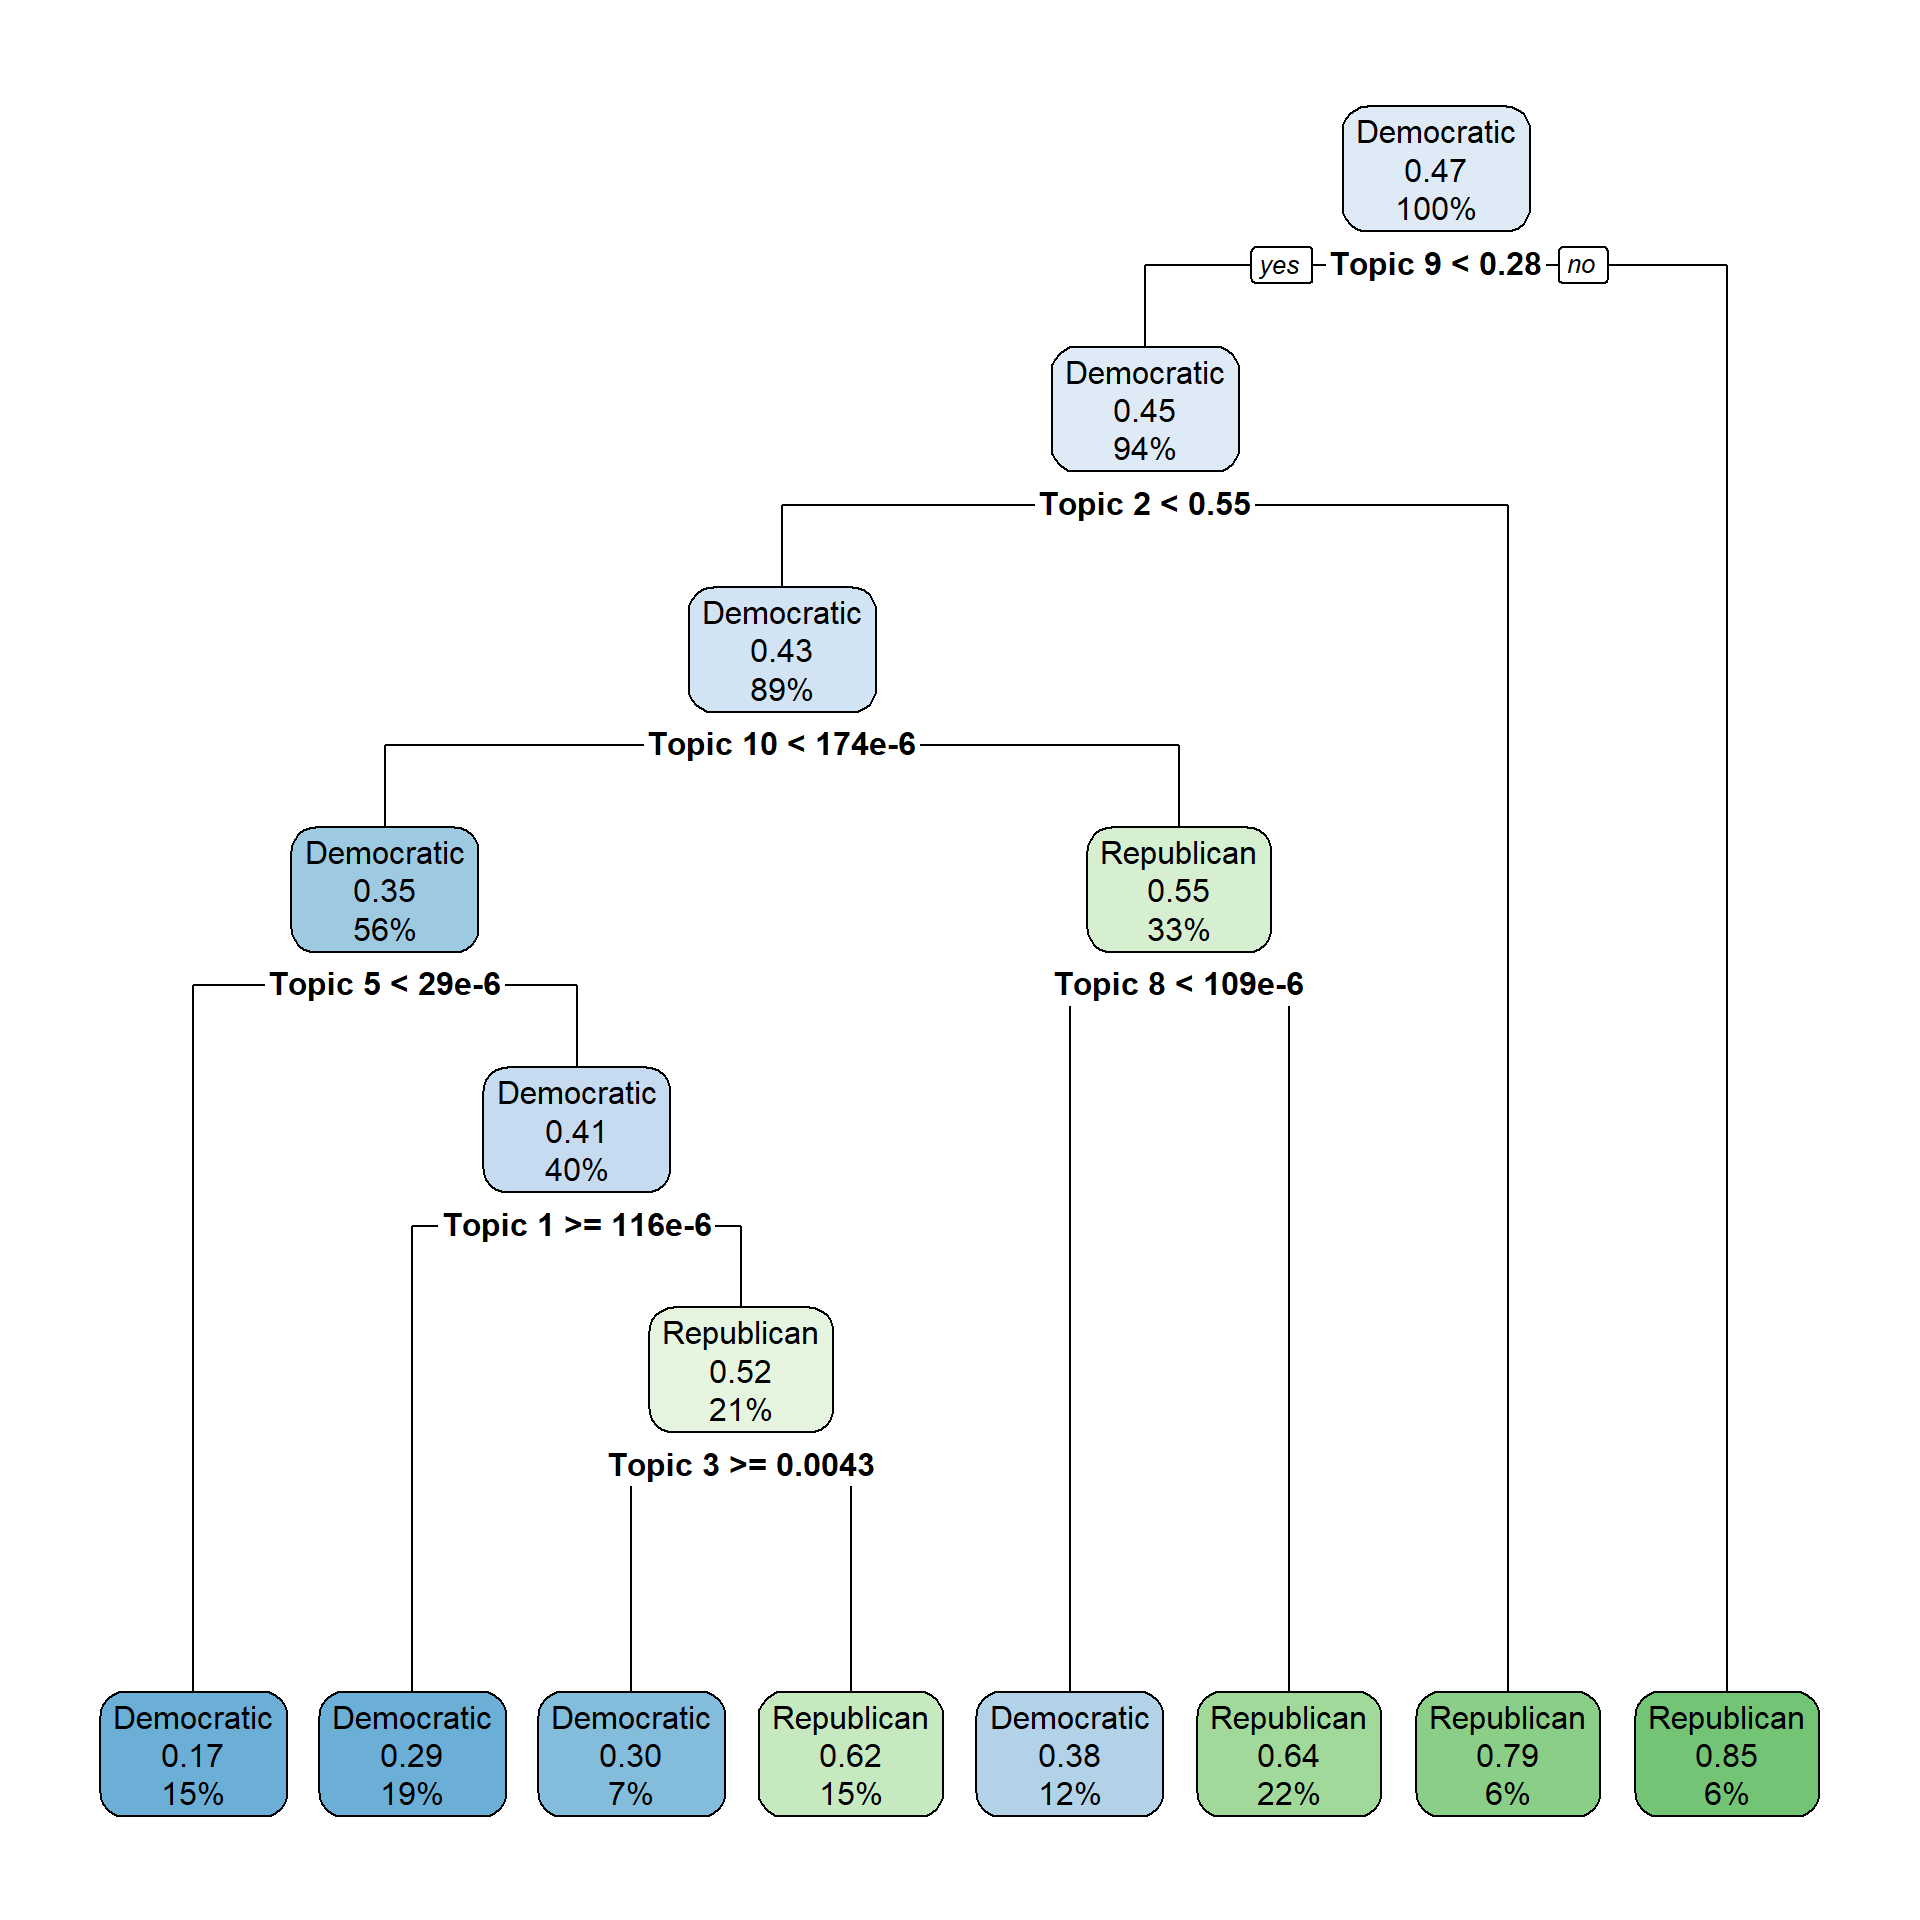 Democratic
0.47
100%
yes Topic 9 < 0.28 no
Democratic
0.45
94%
Topic 2 < 0.55
Democratic
0.43
89%
Topic 10 < 174e-6
Democratic
0.35
56%
Republican
0.55
33%
Topic 5 < 29e-6
Topic 8 < 109e-6
Democratic
0.41
40%
Topic 1 >= 116e-6
Republican
0.52
21%
Topic 3 >= 0.0043
Democratic
0.17
15%
Democratic
0.29
19%
Democratic
0.30
7%
Republican
0.62
15%
Democratic
0.38
12%
Republican
0.64
22%
Republican
0.79
6%
Republican
0.85
6%